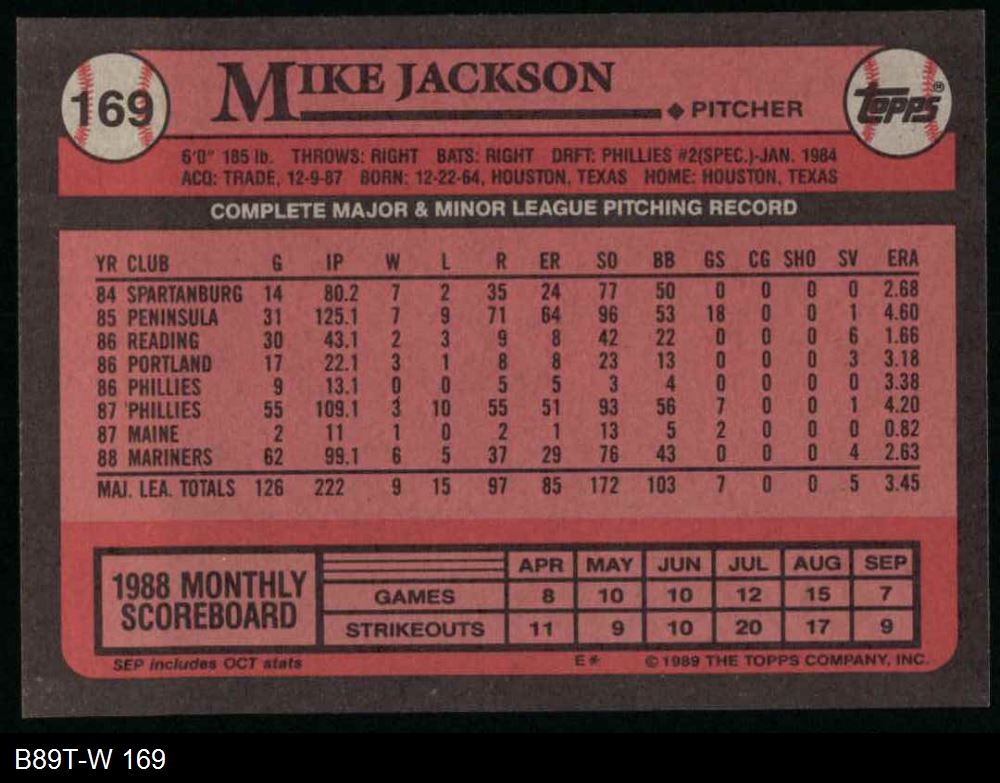 169
MIKE JACKSON
PITCHER
topps®
6'0" 185 lb. THROWS: RIGHT BATS: RIGHT DRFT: PHILLIES #2(SPEC.)-JAN. 1984
ACQ: TRADE, 12-9-87 BORN: 12-22-64, HOUSTON, TEXAS HOME: HOUSTON, TEXAS
COMPLETE MAJOR & MINOR LEAGUE PITCHING RECORD
YR CLUB G IP W L R ER SO BB GS CG SHO SV ERA
84 SPARTANBURG 14 80.2 7 2 35 24 77 50 0 0 0 0 2.68
85 PENINSULA 31 125.1 7 9 71 64 96 53 18 0 0 1 4.60
86 READING 30 43.1 2 3 9 8 42 22 0 0 0 6 1.66
86 PORTLAND 17 22.1 3 1 8 8 23 13 0 0 0 3 3.18
86 PHILLIES 9 13.1 0 0 5 5 3 4 0 0 0 0 3.38
87 PHILLIES 55 109.1 3 10 55 51 93 56 7 0 0 1 4.20
87 MAINE 2 11 1 0 2 1 13 5 2 0 0 0 0.82
88 MARINERS 62 99.1 6 5 37 29 76 43 0 0 0 4 2.63
MAJ. LEA. TOTALS 126 222 9 15 97 85 172 103 7 0 0 5 3.45
1988 MONTHLY SCOREBOARD
APR MAY JUN JUL AUG SEP
GAMES 8 10 10 12 15 7
STRIKEOUTS 11 9 10 20 17 9
SEP includes OCT stats E* © 1989 THE TOPPS COMPANY, INC.
B89T-W 169